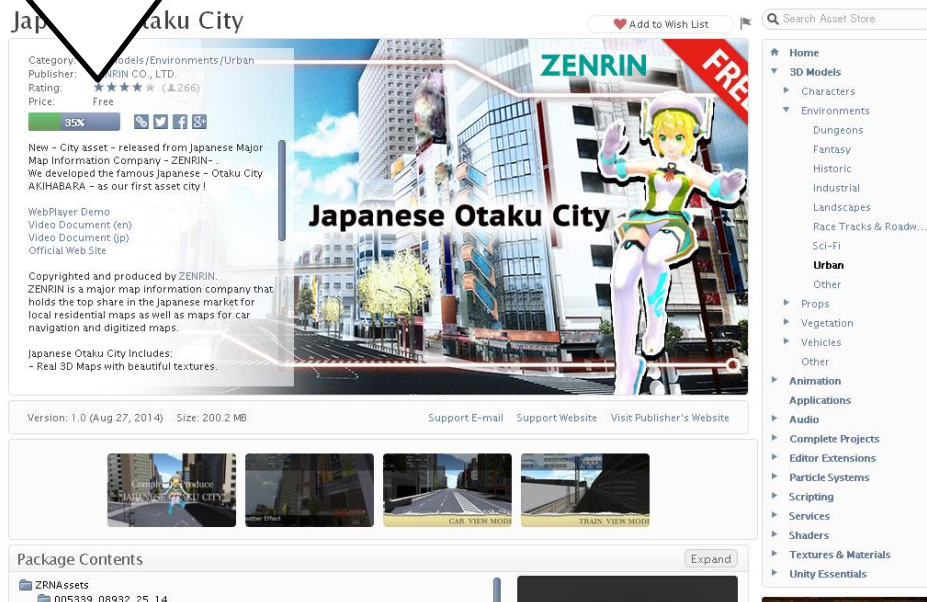 taku City
Add to Wish List
Search Asset Store
Category:
odels/Environments/Urban
Publisher:
NRIN CO., LTD.
Rating:
(266)
Price: Free
35%
New - City asset - released from Japanese Major
Map Information Company - ZENRIN- .
We developed the famous Japanese - Otaku City
AKIHABARA - as our first asset city !
WebPlayer Demo
Video Document (en)
Video Document (jp)
Official Web Site
Copyrighted and produced by ZENRIN.
ZENRIN is a major map information company that
holds the top share in the Japanese market for
local residential maps as well as maps for car
navigation and digitized maps.
Japanese Otaku City Includes:
- Real 3D Maps with beautiful textures.
ZENRIN
FREE
Japanese Otaku City
Version: 1.0 (Aug 27, 2014) Size: 200.2 MB
Support E-mail Support Website Visit Publisher's Website
JAPANESE OTAKU CITY
CAR VIEW MODE
TRAIN VIEW MODE
Package Contents
Expand
ZRNAssets
005339_08932_25_14
Home
3D Models
Characters
Environments
Dungeons
Fantasy
Historic
Industrial
Landscapes
Race Tracks & Roadw...
Sci-Fi
Urban
Other
Props
Vegetation
Vehicles
Other
Animation
Applications
Audio
Complete Projects
Editor Extensions
Particle Systems
Scripting
Services
Shaders
Textures & Materials
Unity Essentials